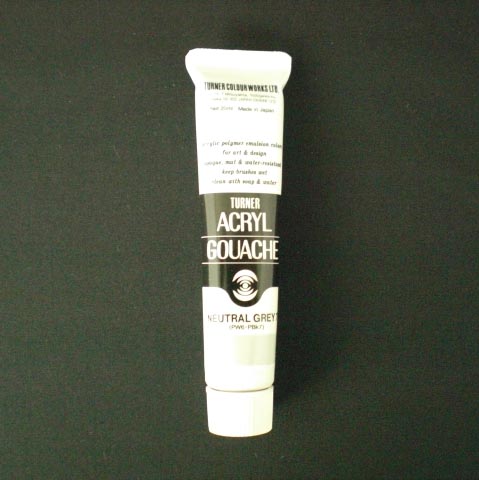 TURNER COLOUR WORKS LTD.
Made in Japan
acrylic polymer emulsion colour
for art & design
opaque, mat & water-resistant
keep brushes wet
clean with soap & water
TURNER
ACRYL
GOUACHE
NEUTRAL GREY
(PW6·PBk7)